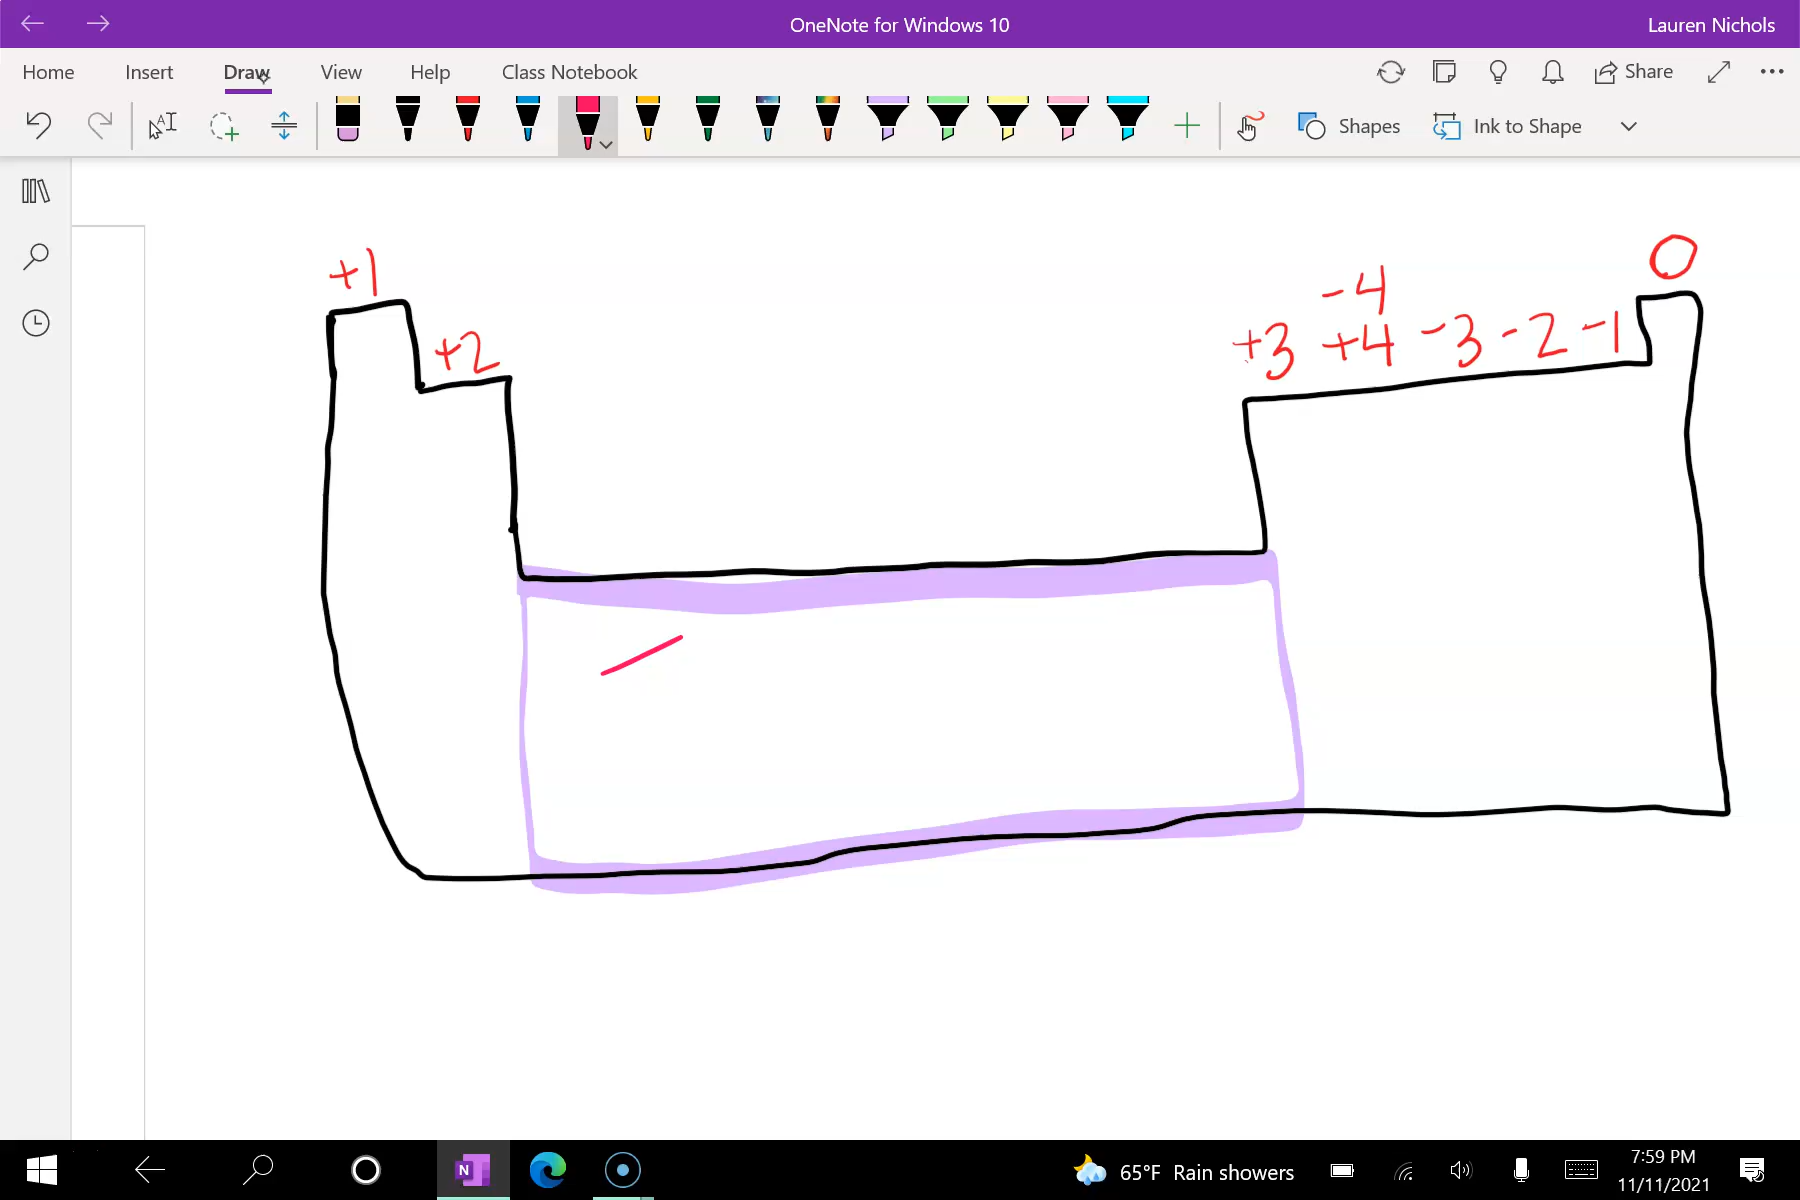 OneNote for Windows 10
Lauren Nichols
Home Insert Draw View Help Class Notebook
Share
Shapes
Ink to Shape
+1
0
-4
+2
+3 +4 -3 -2 -1
65°F Rain showers
7:59 PM
11/11/2021